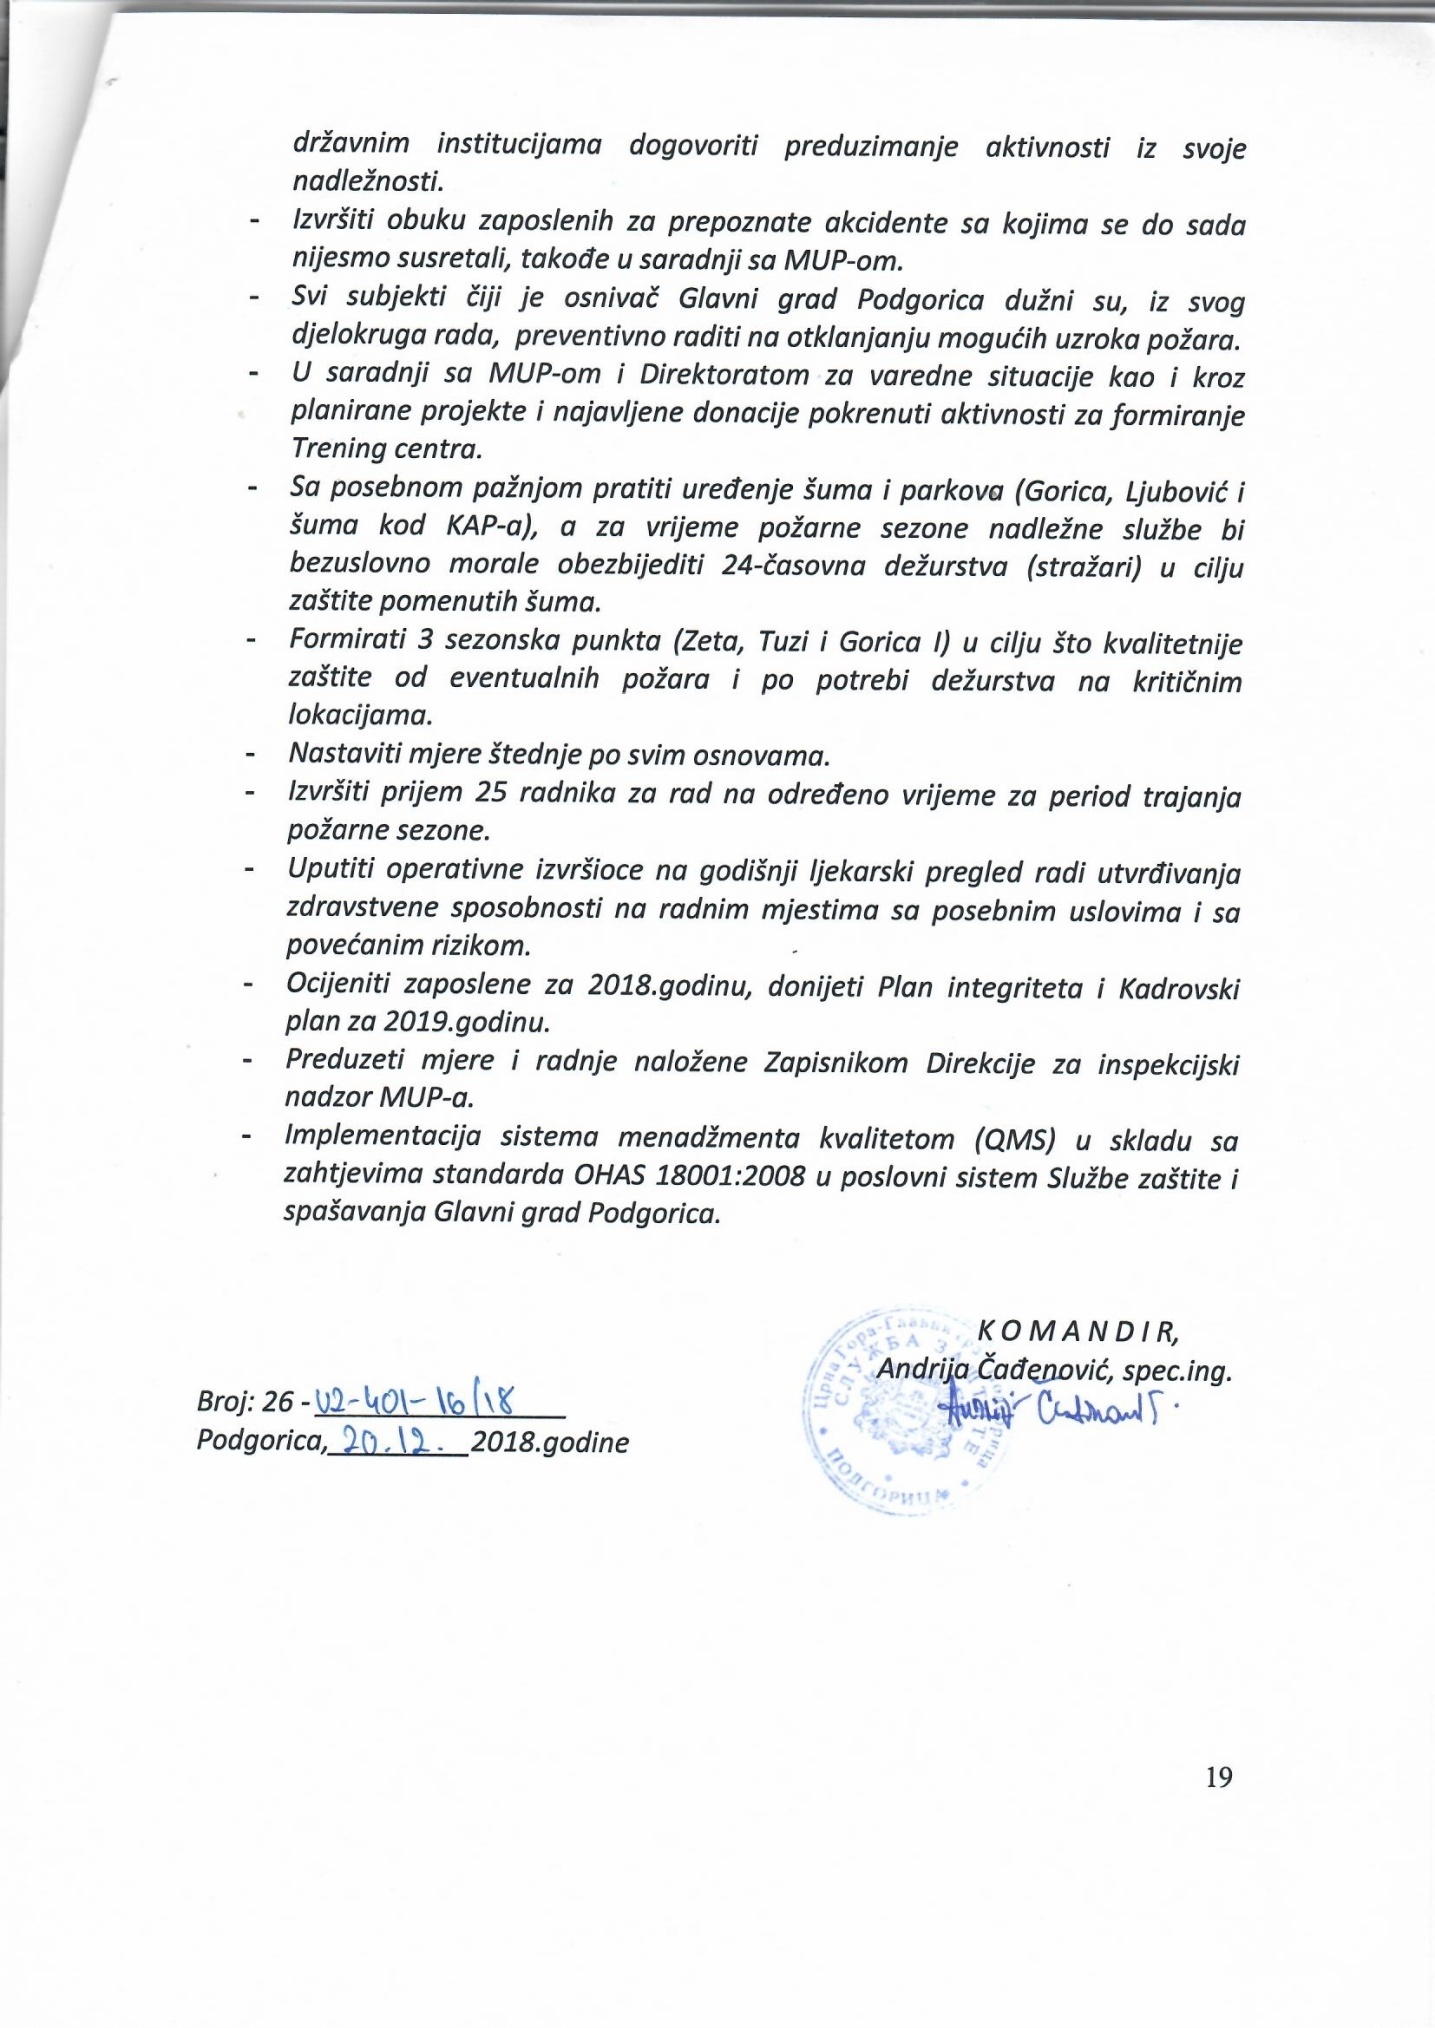 državnim institucijama dogovoriti preduzimanje aktivnosti iz svoje
nadležnosti.
- Izvršiti obuku zaposlenih za prepoznate akcidente sa kojima se do sada
nijesmo susretali, takođe u saradnji sa MUP-om.
- Svi subjekti čiji je osnivač Glavni grad Podgorica dužni su, iz svog
djelokruga rada, preventivno raditi na otklanjanju mogućih uzroka požara.
- U saradnji sa MUP-om i Direktoratom za varedne situacije kao i kroz
planirane projekte i najavljene donacije pokrenuti aktivnosti za formiranje
Trening centra.
- Sa posebnom pažnjom pratiti uređenje šuma i parkova (Gorica, Ljubović i
šuma kod KAP-a), a za vrijeme požarne sezone nadležne službe bi
bezuslovno morale obezbijediti 24-časovna dežurstva (stražari) u cilju
zaštite pomenutih šuma.
- Formirati 3 sezonska punkta (Zeta, Tuzi i Gorica I) u cilju što kvalitetnije
zaštite od eventualnih požara i po potrebi dežurstva na kritičnim
lokacijama.
- Nastaviti mjere štednje po svim osnovama.
- Izvršiti prijem 25 radnika za rad na određeno vrijeme za period trajanja
požarne sezone.
- Uputiti operativne izvršioce na godišnji ljekarski pregled radi utvrđivanja
zdravstvene sposobnosti na radnim mjestima sa posebnim uslovima i sa
povećanim rizikom.
- Ocijeniti zaposlene za 2018.godinu, donijeti Plan integriteta i Kadrovski
plan za 2019.godinu.
- Preduzeti mjere i radnje naložene Zapisnikom Direkcije za inspekcijski
nadzor MUP-a.
- Implementacija sistema menadžmenta kvalitetom (QMS) u skladu sa
zahtjevima standarda OHAS 18001:2008 u poslovni sistem Službe zaštite i
spašavanja Glavni grad Podgorica.
K O M A N D I R,
Andrija Čađenović, spec.ing.
Broj: 26 - U2-401-16/18
Podgorica, 20.12. 2018.godine
Црна Гора-Главни
СЛУЖБА ЗАШТИТЕ
ПОДГОРИЦА
19